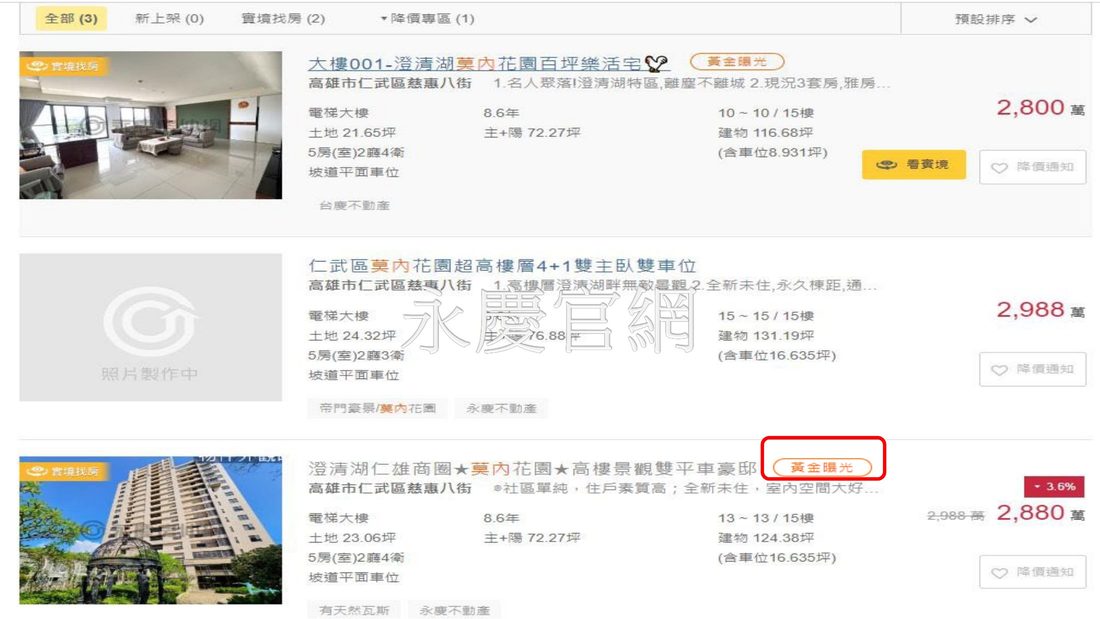 全部 (3) 新上架 (0) 實境找房 (2) ▾降價專區 (1) 預設排序
實境找房
大樓001-澄清湖莫內花園百坪樂活宅 黃金曝光
高雄市仁武區慈惠八街 1.名人聚落!澄清湖特區,離塵不離城 2.現況3套房,雅房...
電梯大樓 8.6年 10 ~ 10 / 15樓
2,800 萬
土地 21.65坪 主+陽 72.27坪 建物 116.68坪
5房(室)2廳4衛 (含車位8.931坪)
看實境 降價通知
坡道平面車位
台慶不動產
仁武區莫內花園超高樓層4+1雙主臥雙車位
高雄市仁武區慈惠八街 1.高樓層澄清湖畔無敵景觀 2.全新未住,永久棟距,通...
永慶官網
電梯大樓 15 ~ 15 / 15樓
2,988 萬
土地 24.32坪 主+陽 76.88坪 建物 131.19坪
5房(室)2廳3衛 (含車位16.635坪)
坡道平面車位
降價通知
照片製作中
帝門豪景/莫內花園 永慶不動產
實境找房
澄清湖仁雄商圈★莫內花園★高樓景觀雙平車豪邸 黃金曝光
高雄市仁武區慈惠八街 ®社區單純，住戶素質高；全新未住，室內空間大好...
3.6%
電梯大樓 8.6年 13 ~ 13 / 15樓
2,988 萬 2,880 萬
土地 23.06坪 主+陽 72.27坪 建物 124.38坪
5房(室)2廳4衛 (含車位16.635坪)
坡道平面車位
降價通知
有天然瓦斯 永慶不動產